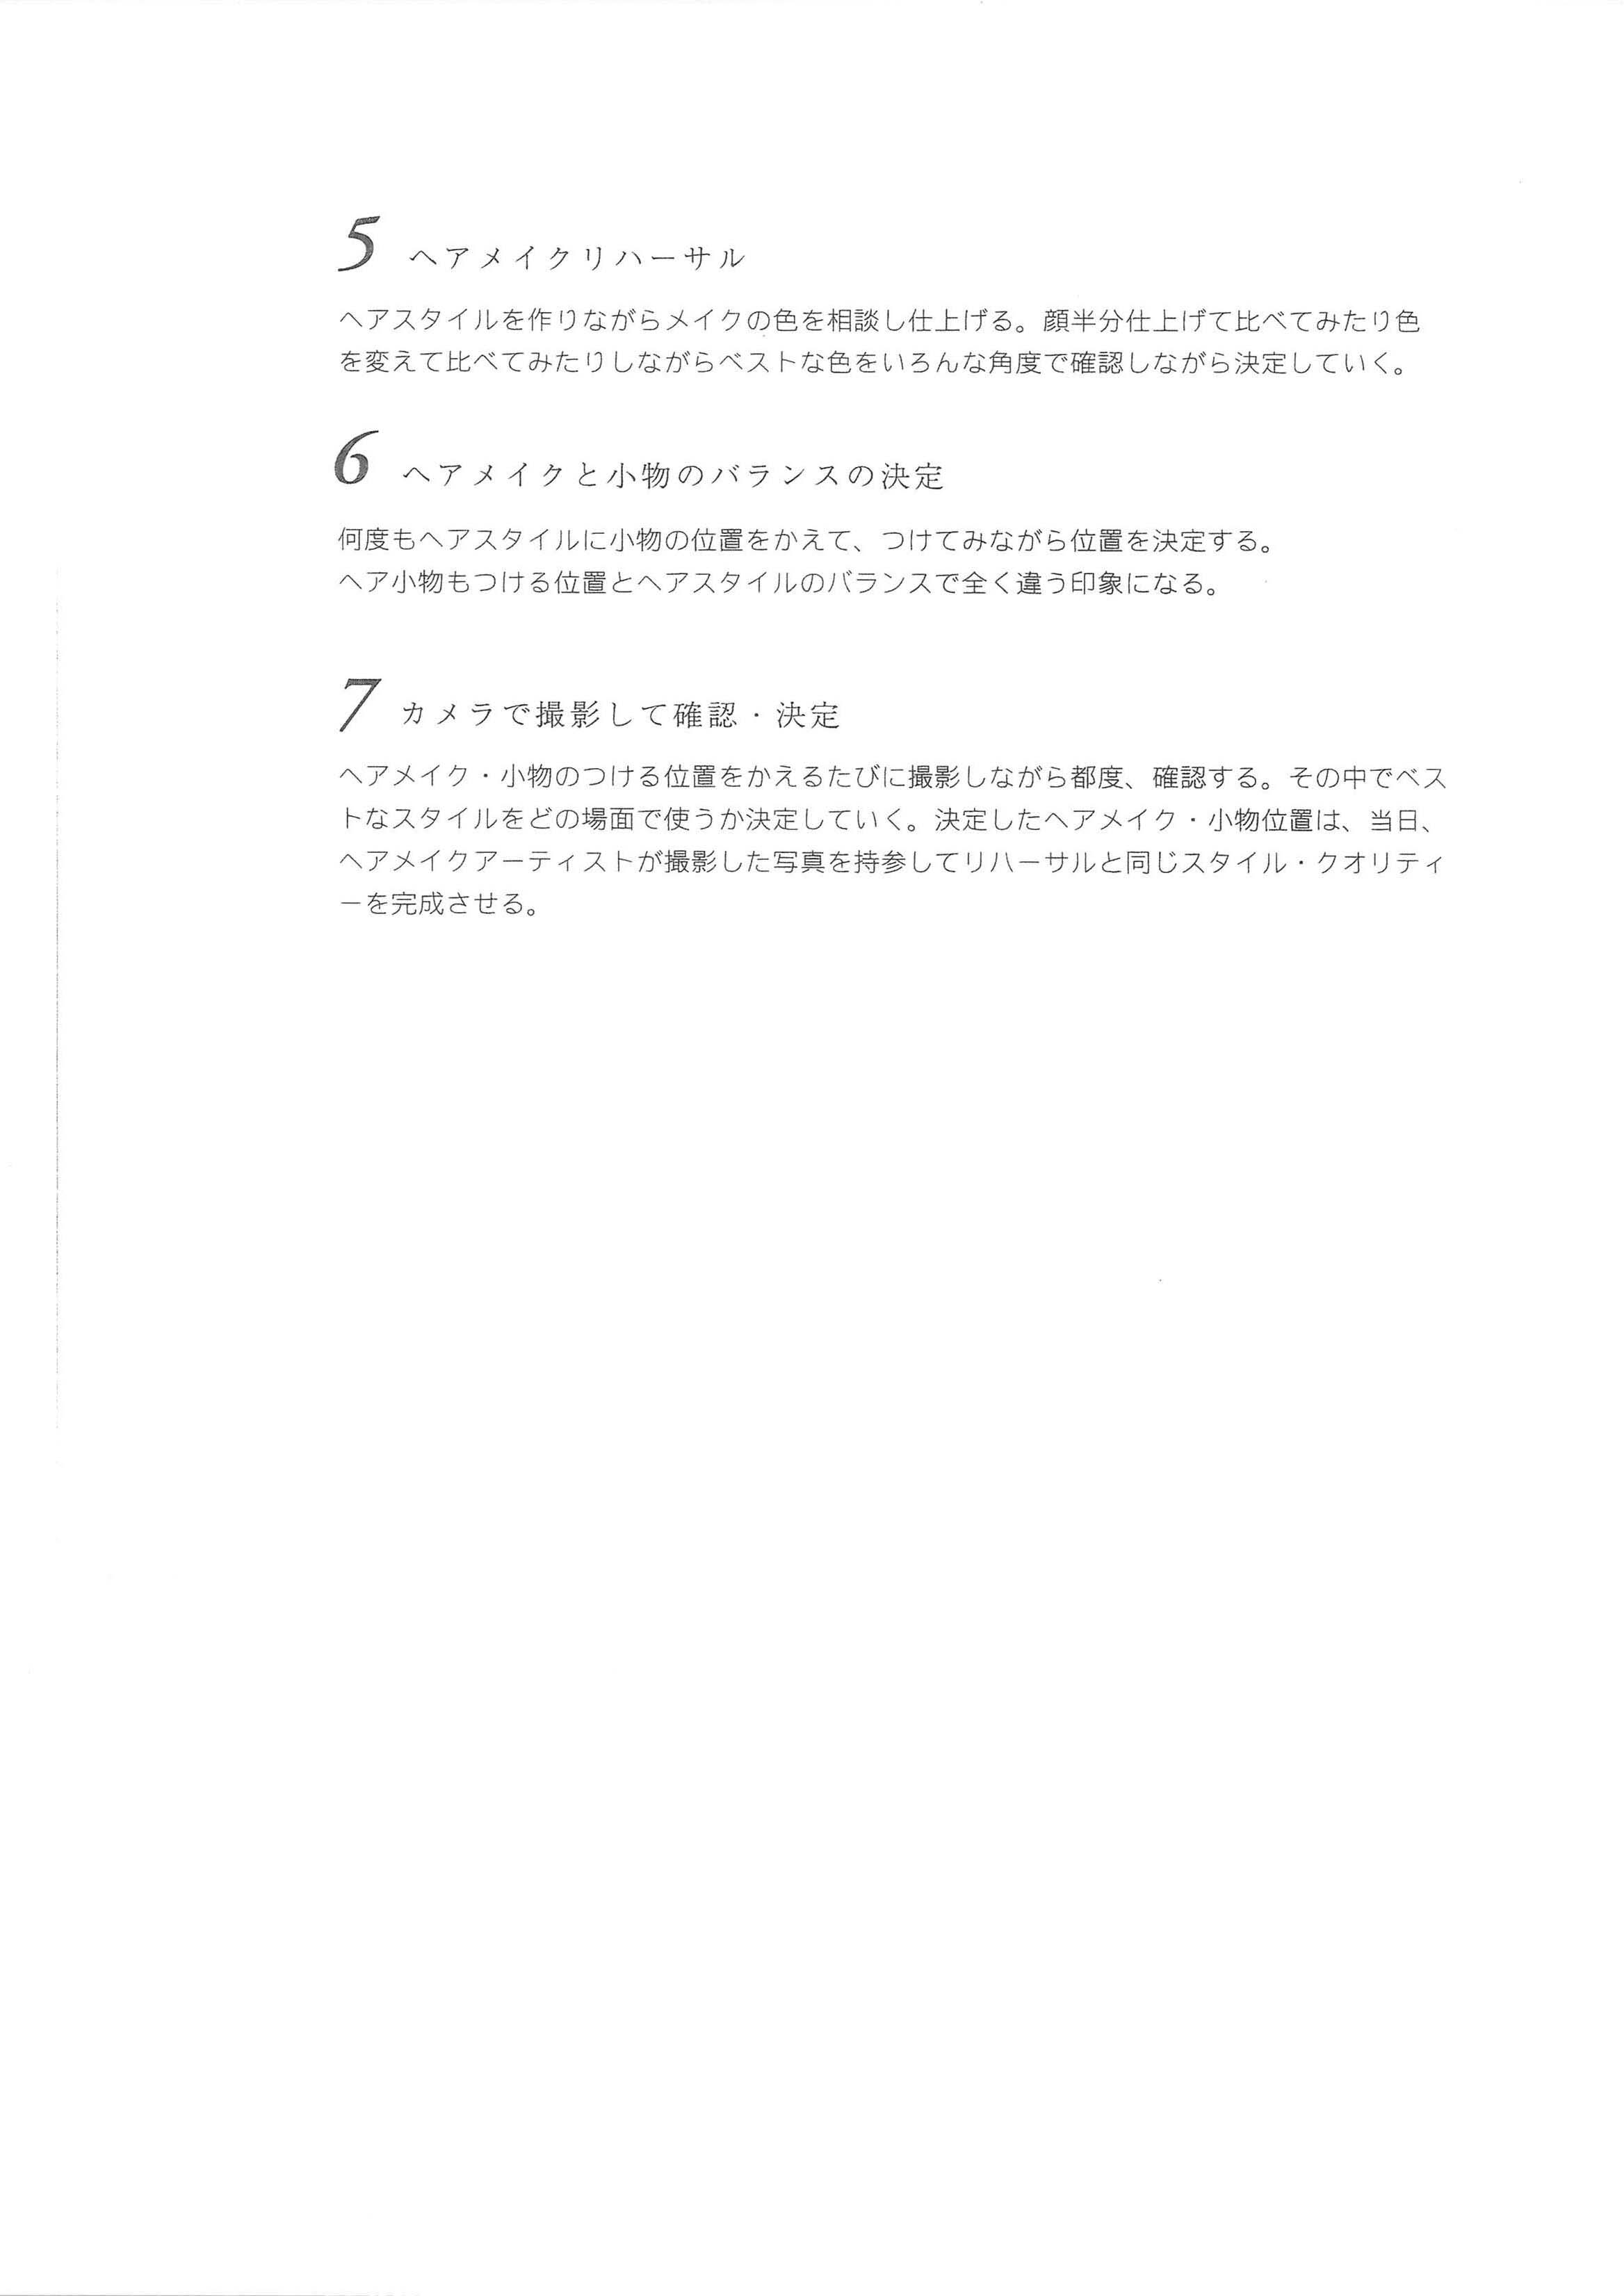 5 ヘアメイクリハーサル
ヘアスタイルを作りながらメイクの色を相談し仕上げる。顔半分仕上げて比べてみたり色
を変えて比べてみたりしながらベストな色をいろんな角度で確認しながら決定していく。
6 ヘアメイクと小物のバランスの決定
何度もヘアスタイルに小物の位置をかえて、つけてみながら位置を決定する。
ヘア小物もつける位置とヘアスタイルのバランスで全く違う印象になる。
7 カメラで撮影して確認・決定
ヘアメイク・小物のつける位置をかえるたびに撮影しながら都度、確認する。その中でベス
トなスタイルをどの場面で使うか決定していく。決定したヘアメイク・小物位置は、当日、
ヘアメイクアーティストが撮影した写真を持参してリハーサルと同じスタイル・クオリティ
ーを完成させる。